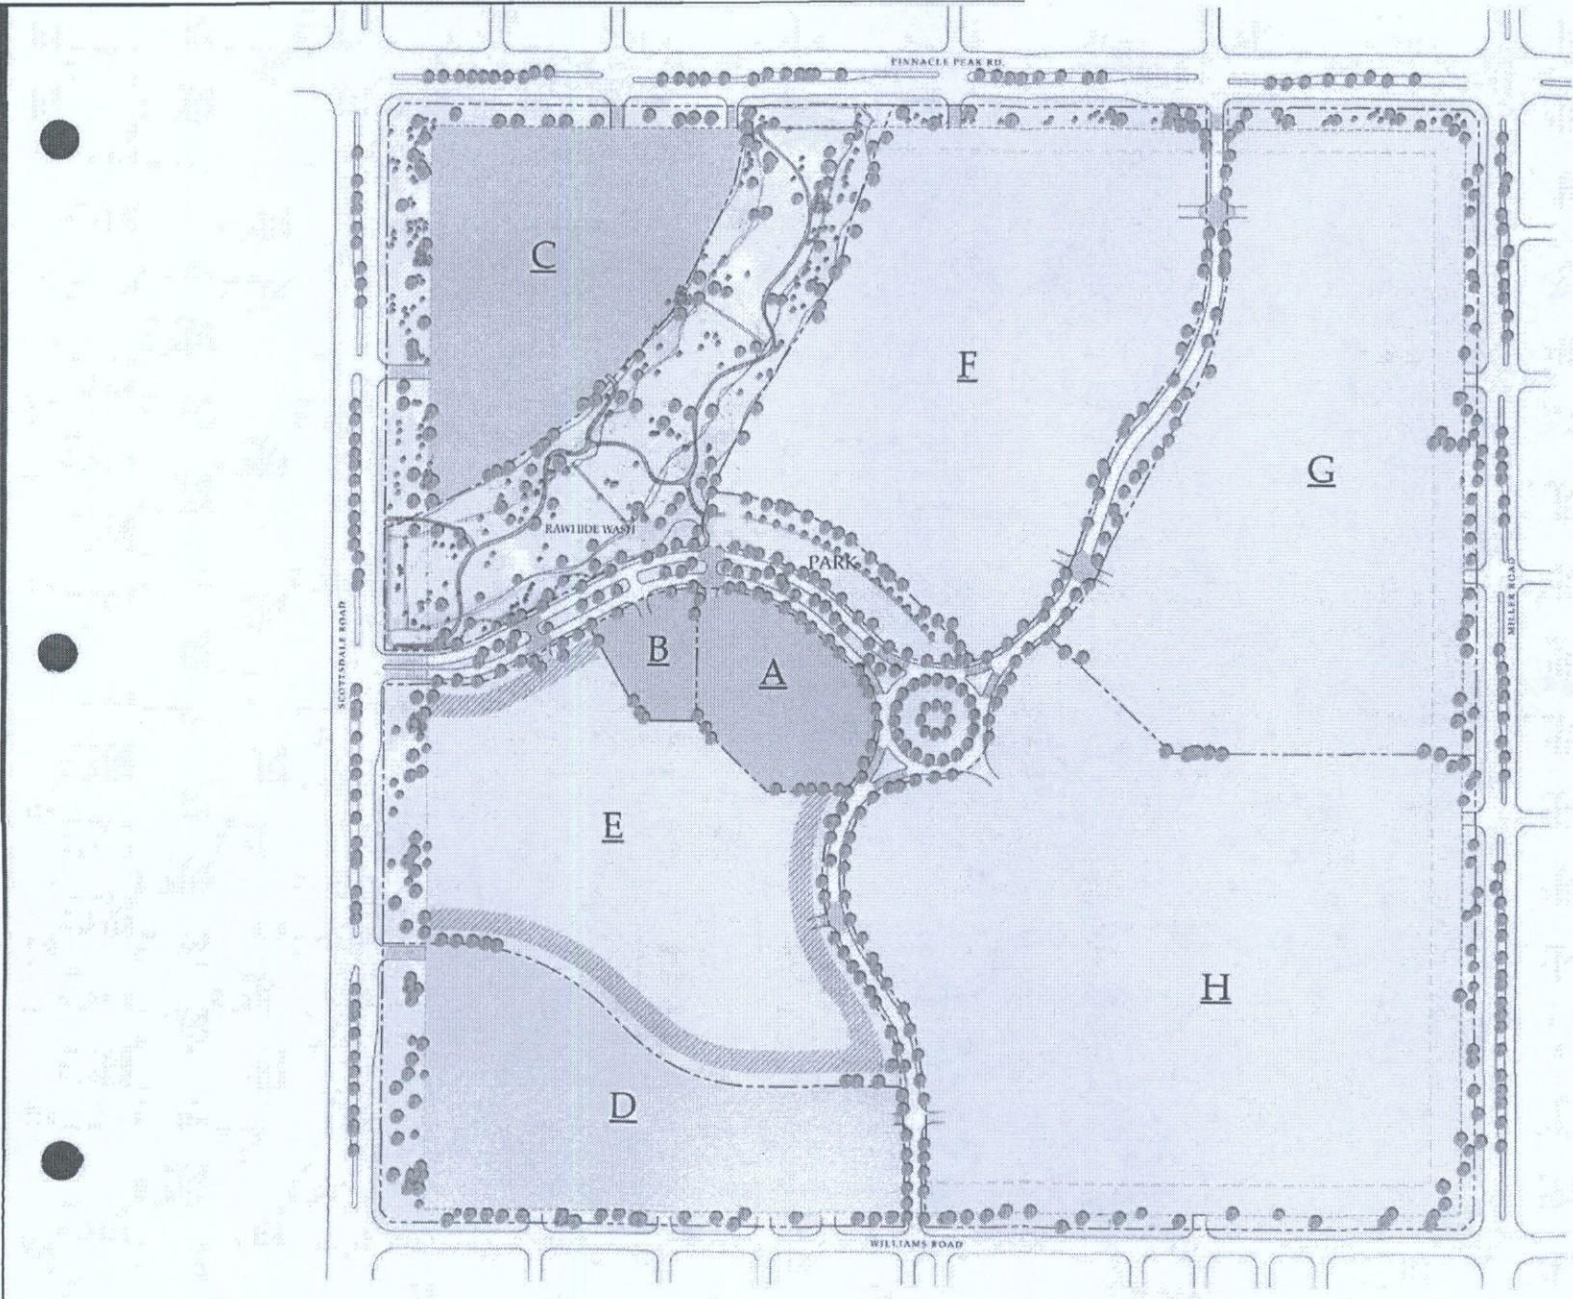 PINNACLE PEAK RD.
C
F
G
RAWHIDE WASH
PARK
SCOTTSDALE ROAD
MILLER ROAD
B
A
E
H
D
WILLIAMS ROAD